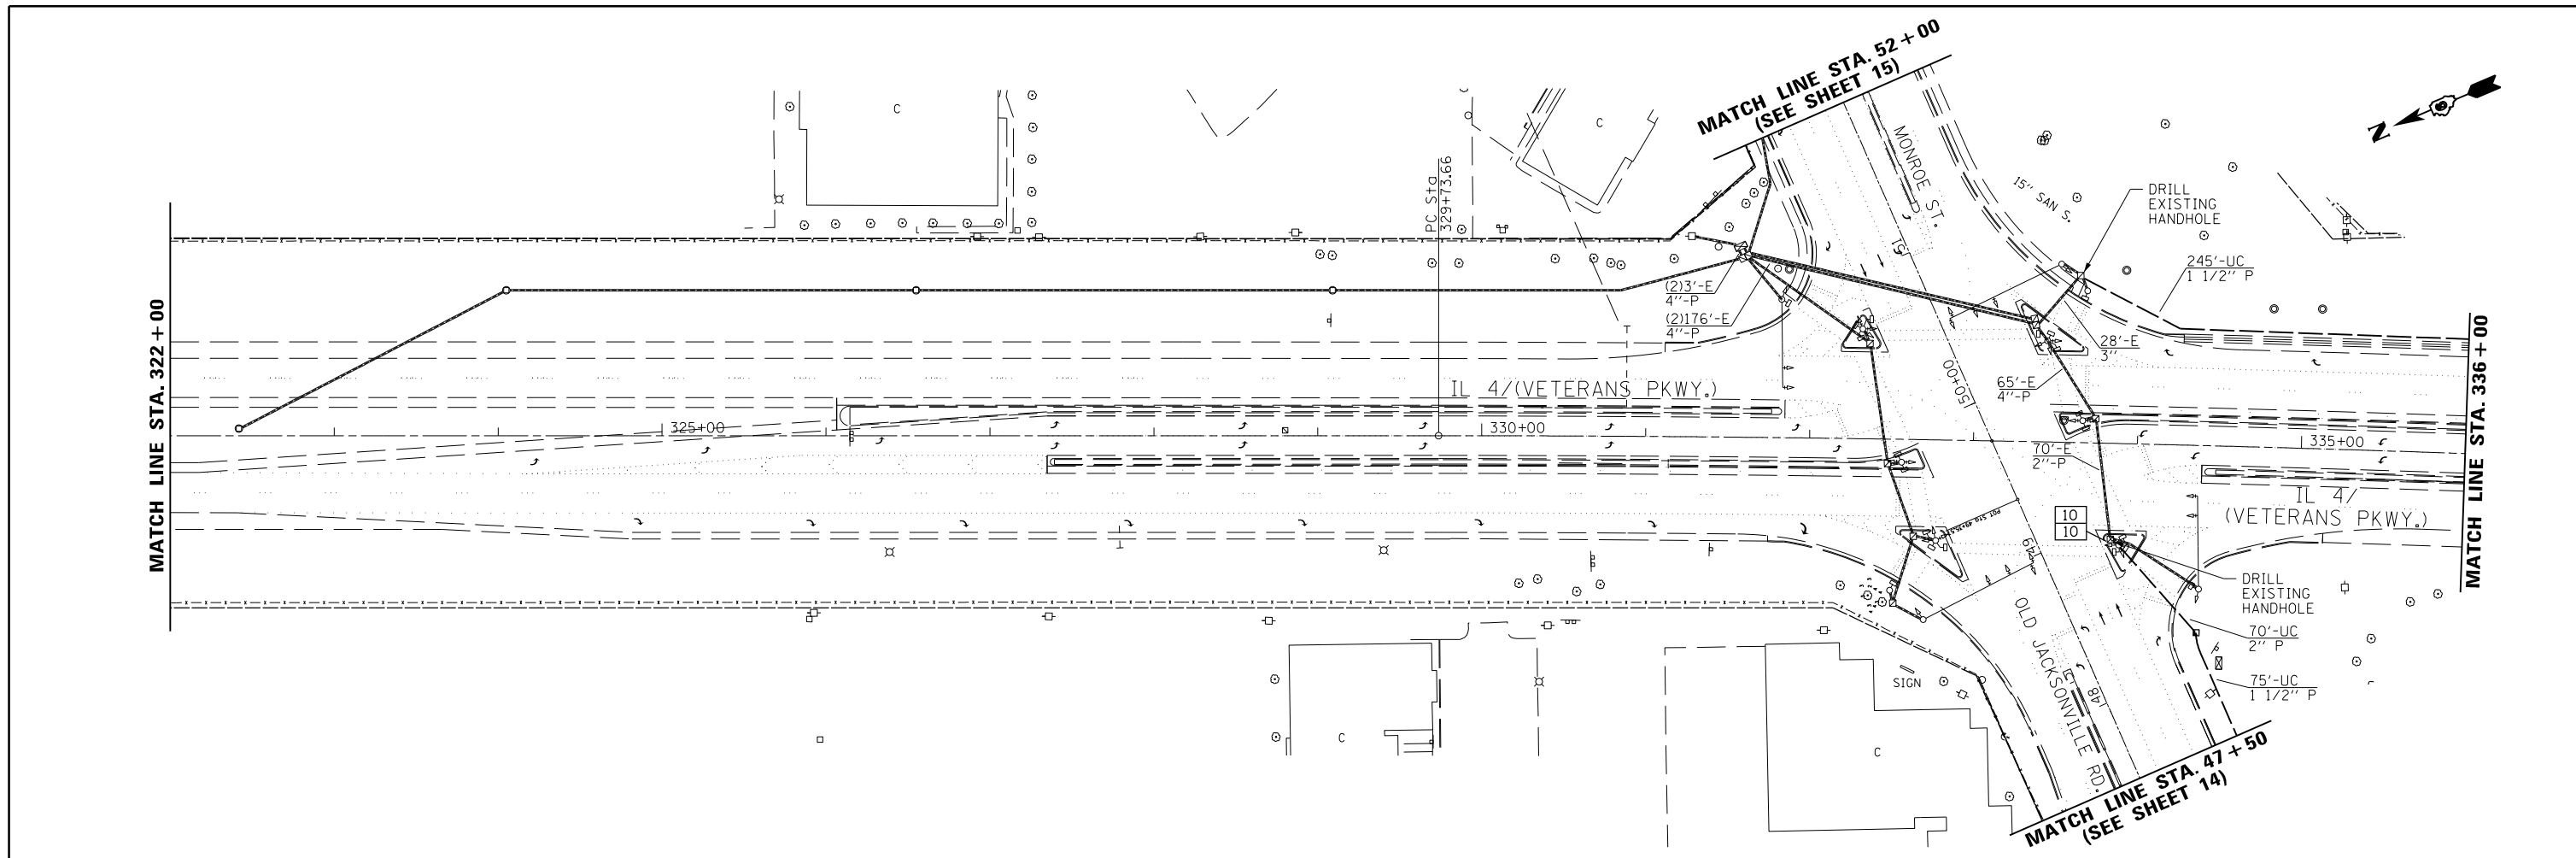 MATCH LINE STA. 52+00
(SEE SHEET 15)
N
C
C
MONROE ST.
15" SAN S.
DRILL
EXISTING
HANDHOLE
PC Sta
329+73.66
51
245'-UC
1 1/2" P
(2)3'-E
4"-P
(2)176'-E
4"-P
28'-E
3"
65'-E
4"-P
MATCH LINE STA. 322+00
MATCH LINE STA. 336+00
T
IL 4/(VETERANS PKWY.)
150+00
325+00
330+00
335+00
70'-E
2"-P
IL 4/
(VETERANS PKWY.)
10
10
149
DRILL
EXISTING
HANDHOLE
70'-UC
2" P
75'-UC
1 1/2" P
OLD JACKSONVILLE RD.
148
SIGN
C
C
MATCH LINE STA. 47+50
(SEE SHEET 14)